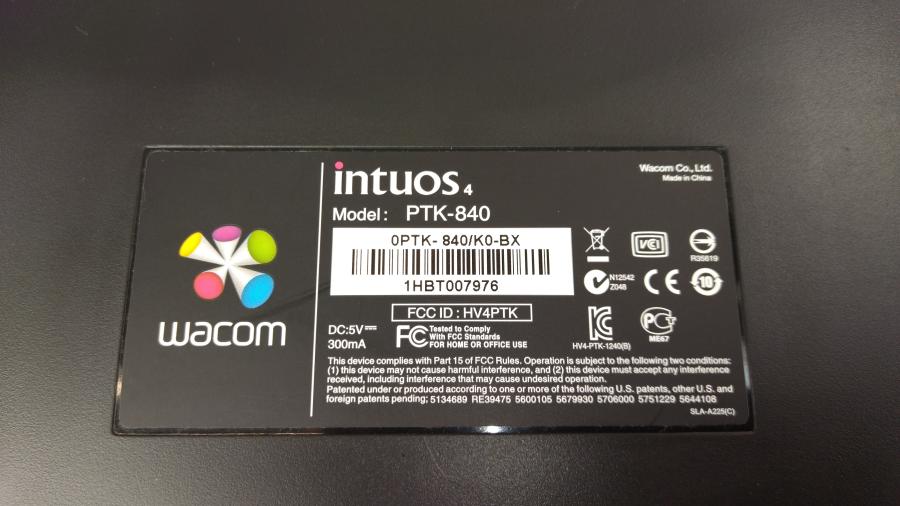 wacom
intuos4
Model: PTK-840
0PTK- 840/K0-BX
1HBT007976
FCC ID : HV4PTK
DC:5V
300mA
FC Tested to Comply
With FCC Standards
FOR HOME OR OFFICE USE
Wacom Co., Ltd.
Made in China
VCI
R35619
N12542
Z048
CE
10
HV4-PTK-1240(B)
ME67
This device complies with Part 15 of FCC Rules. Operation is subject to the following two conditions:
(1) this device may not cause harmful interference, and (2) this device must accept any interference
received, including interference that may cause undesired operation.
Patented under or produced according to one or more of the following U.S. patents, other U.S. and
foreign patents pending; 5134689 RE39475 5600105 5679930 5706000 5751229 5644108
SLA-A225(C)